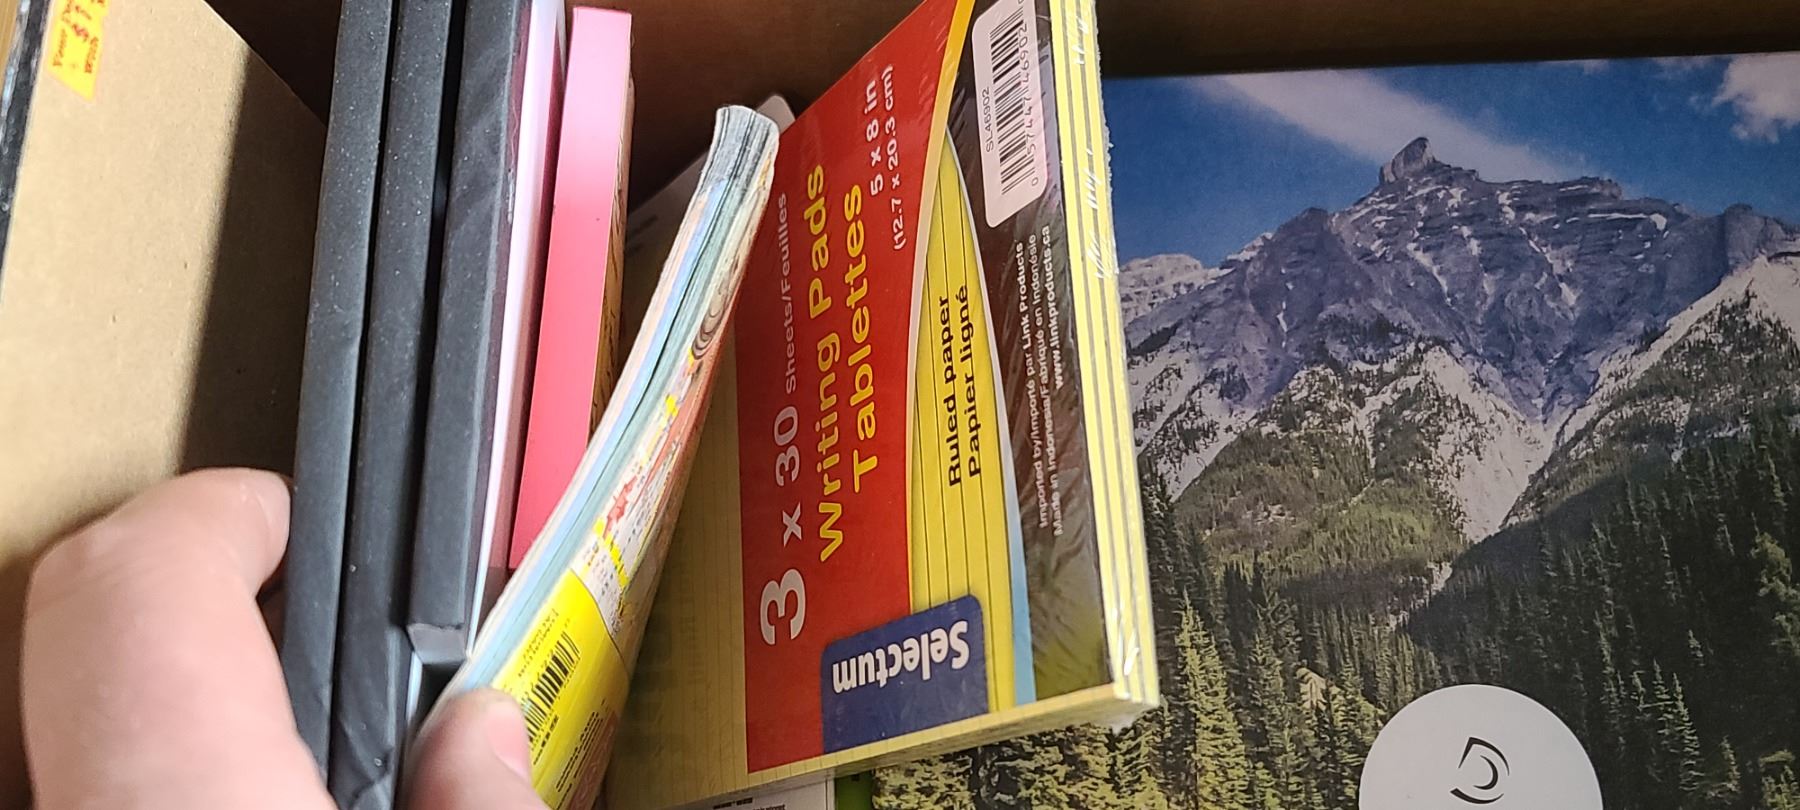 3 x 30 Sheets/Feuilles
Writing Pads
Tablettes
5 x 8 in
(12.7 x 20.3 cm)
Ruled paper
Papier ligné
Selectum
SL46902
Imported by/Importé par Link Products
Made in Indonesia/Fabriqué en Indonésie
www.linkproducts.ca